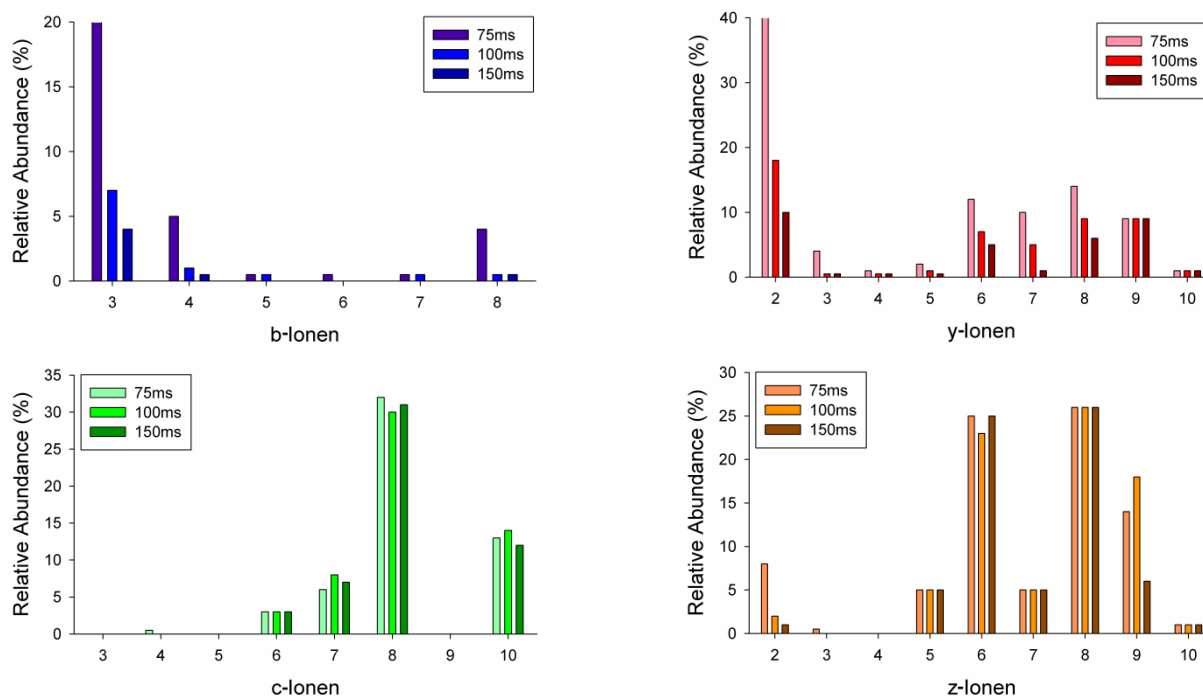 Relative Abundance (%)
20
15
10
5
0
75ms
100ms
150ms
3 4 5 6 7 8
b-Ionen
Relative Abundance (%)
40
30
20
10
0
75ms
100ms
150ms
2 3 4 5 6 7 8 9 10
y-Ionen
Relative Abundance (%)
35
30
25
20
15
10
5
0
75ms
100ms
150ms
3 4 5 6 7 8 9 10
c-Ionen
Relative Abundance (%)
30
25
20
15
10
5
0
75ms
100ms
150ms
2 3 4 5 6 7 8 9 10
z-Ionen